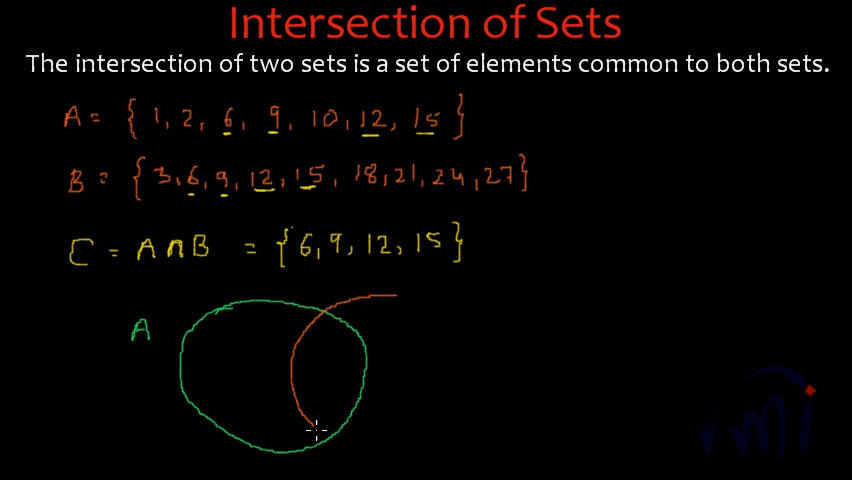 Intersection of Sets
The intersection of two sets is a set of elements common to both sets.
A = { 1, 2, 6, 9, 10, 12, 15 }
B = { 3, 6, 9, 12, 15, 18, 21, 24, 27 }
C = A ∩ B = { 6, 9, 12, 15 }
A